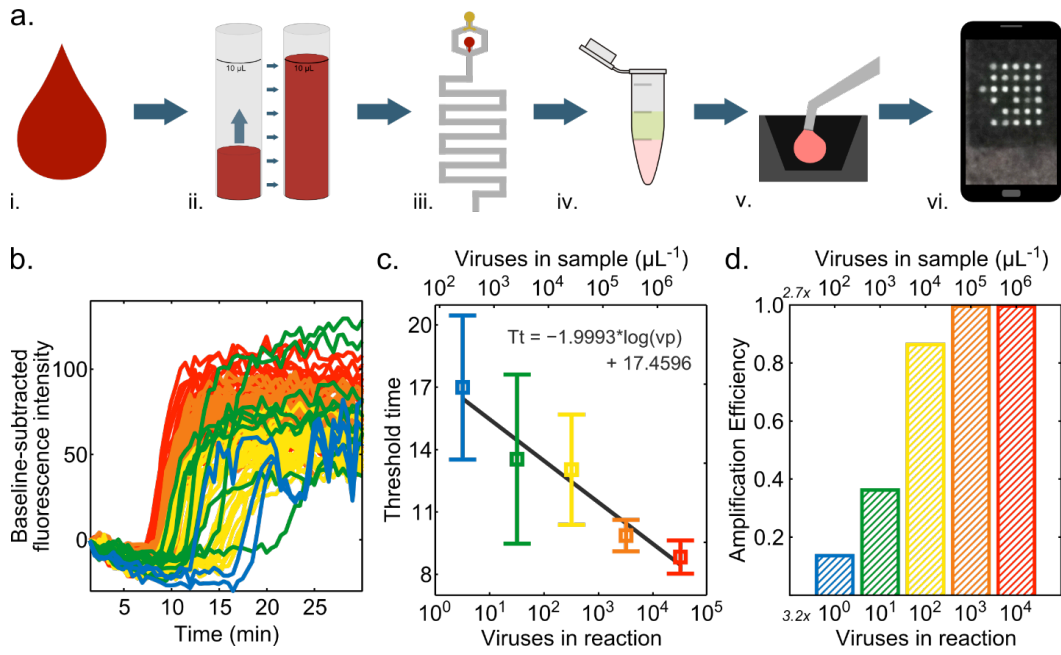 a.
10 µL
10 µL
i.
ii.
iii.
iv.
v.
vi.
b.
Baseline-subtracted
fluorescence intensity
100
50
0
5
10
15
20
25
Time (min)
c.
Viruses in sample (µL⁻¹)
10² 10³ 10⁴ 10⁵ 10⁶
Threshold time
20
17
14
11
8
Tt = −1.9993*log(vp)
+ 17.4596
10⁰ 10¹ 10² 10³ 10⁴ 10⁵
Viruses in reaction
d.
Viruses in sample (µL⁻¹)
2.7x 10² 10³ 10⁴ 10⁵ 10⁶
Amplification Efficiency
1.0
0.8
0.6
0.4
0.2
3.2x 10⁰ 10¹ 10² 10³ 10⁴
Viruses in reaction